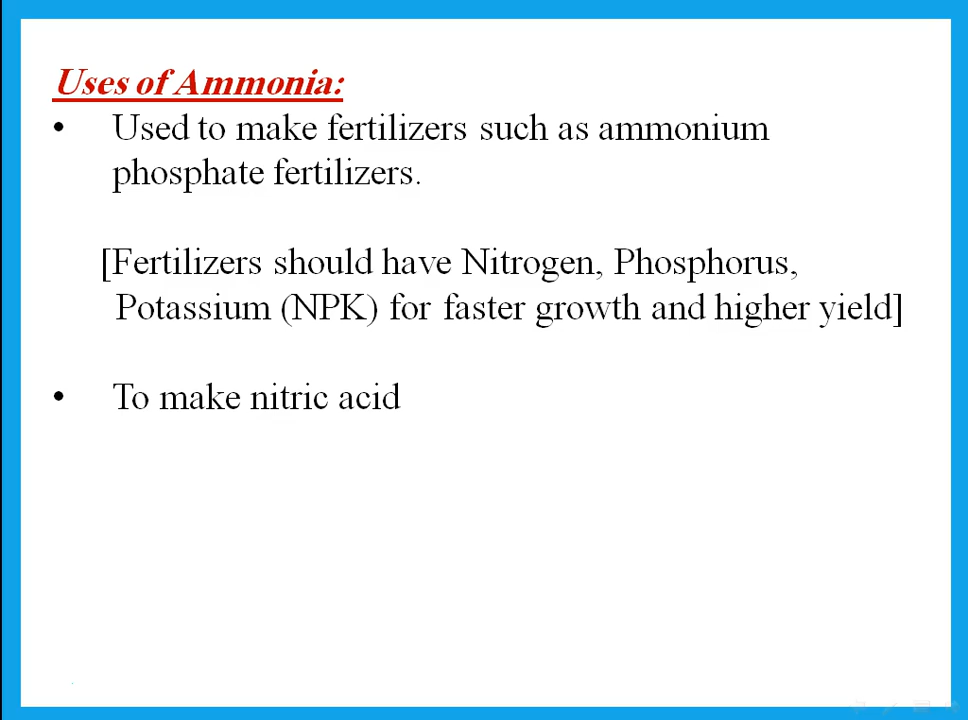 Uses of Ammonia:
• Used to make fertilizers such as ammonium
phosphate fertilizers.
[Fertilizers should have Nitrogen, Phosphorus,
Potassium (NPK) for faster growth and higher yield]
• To make nitric acid